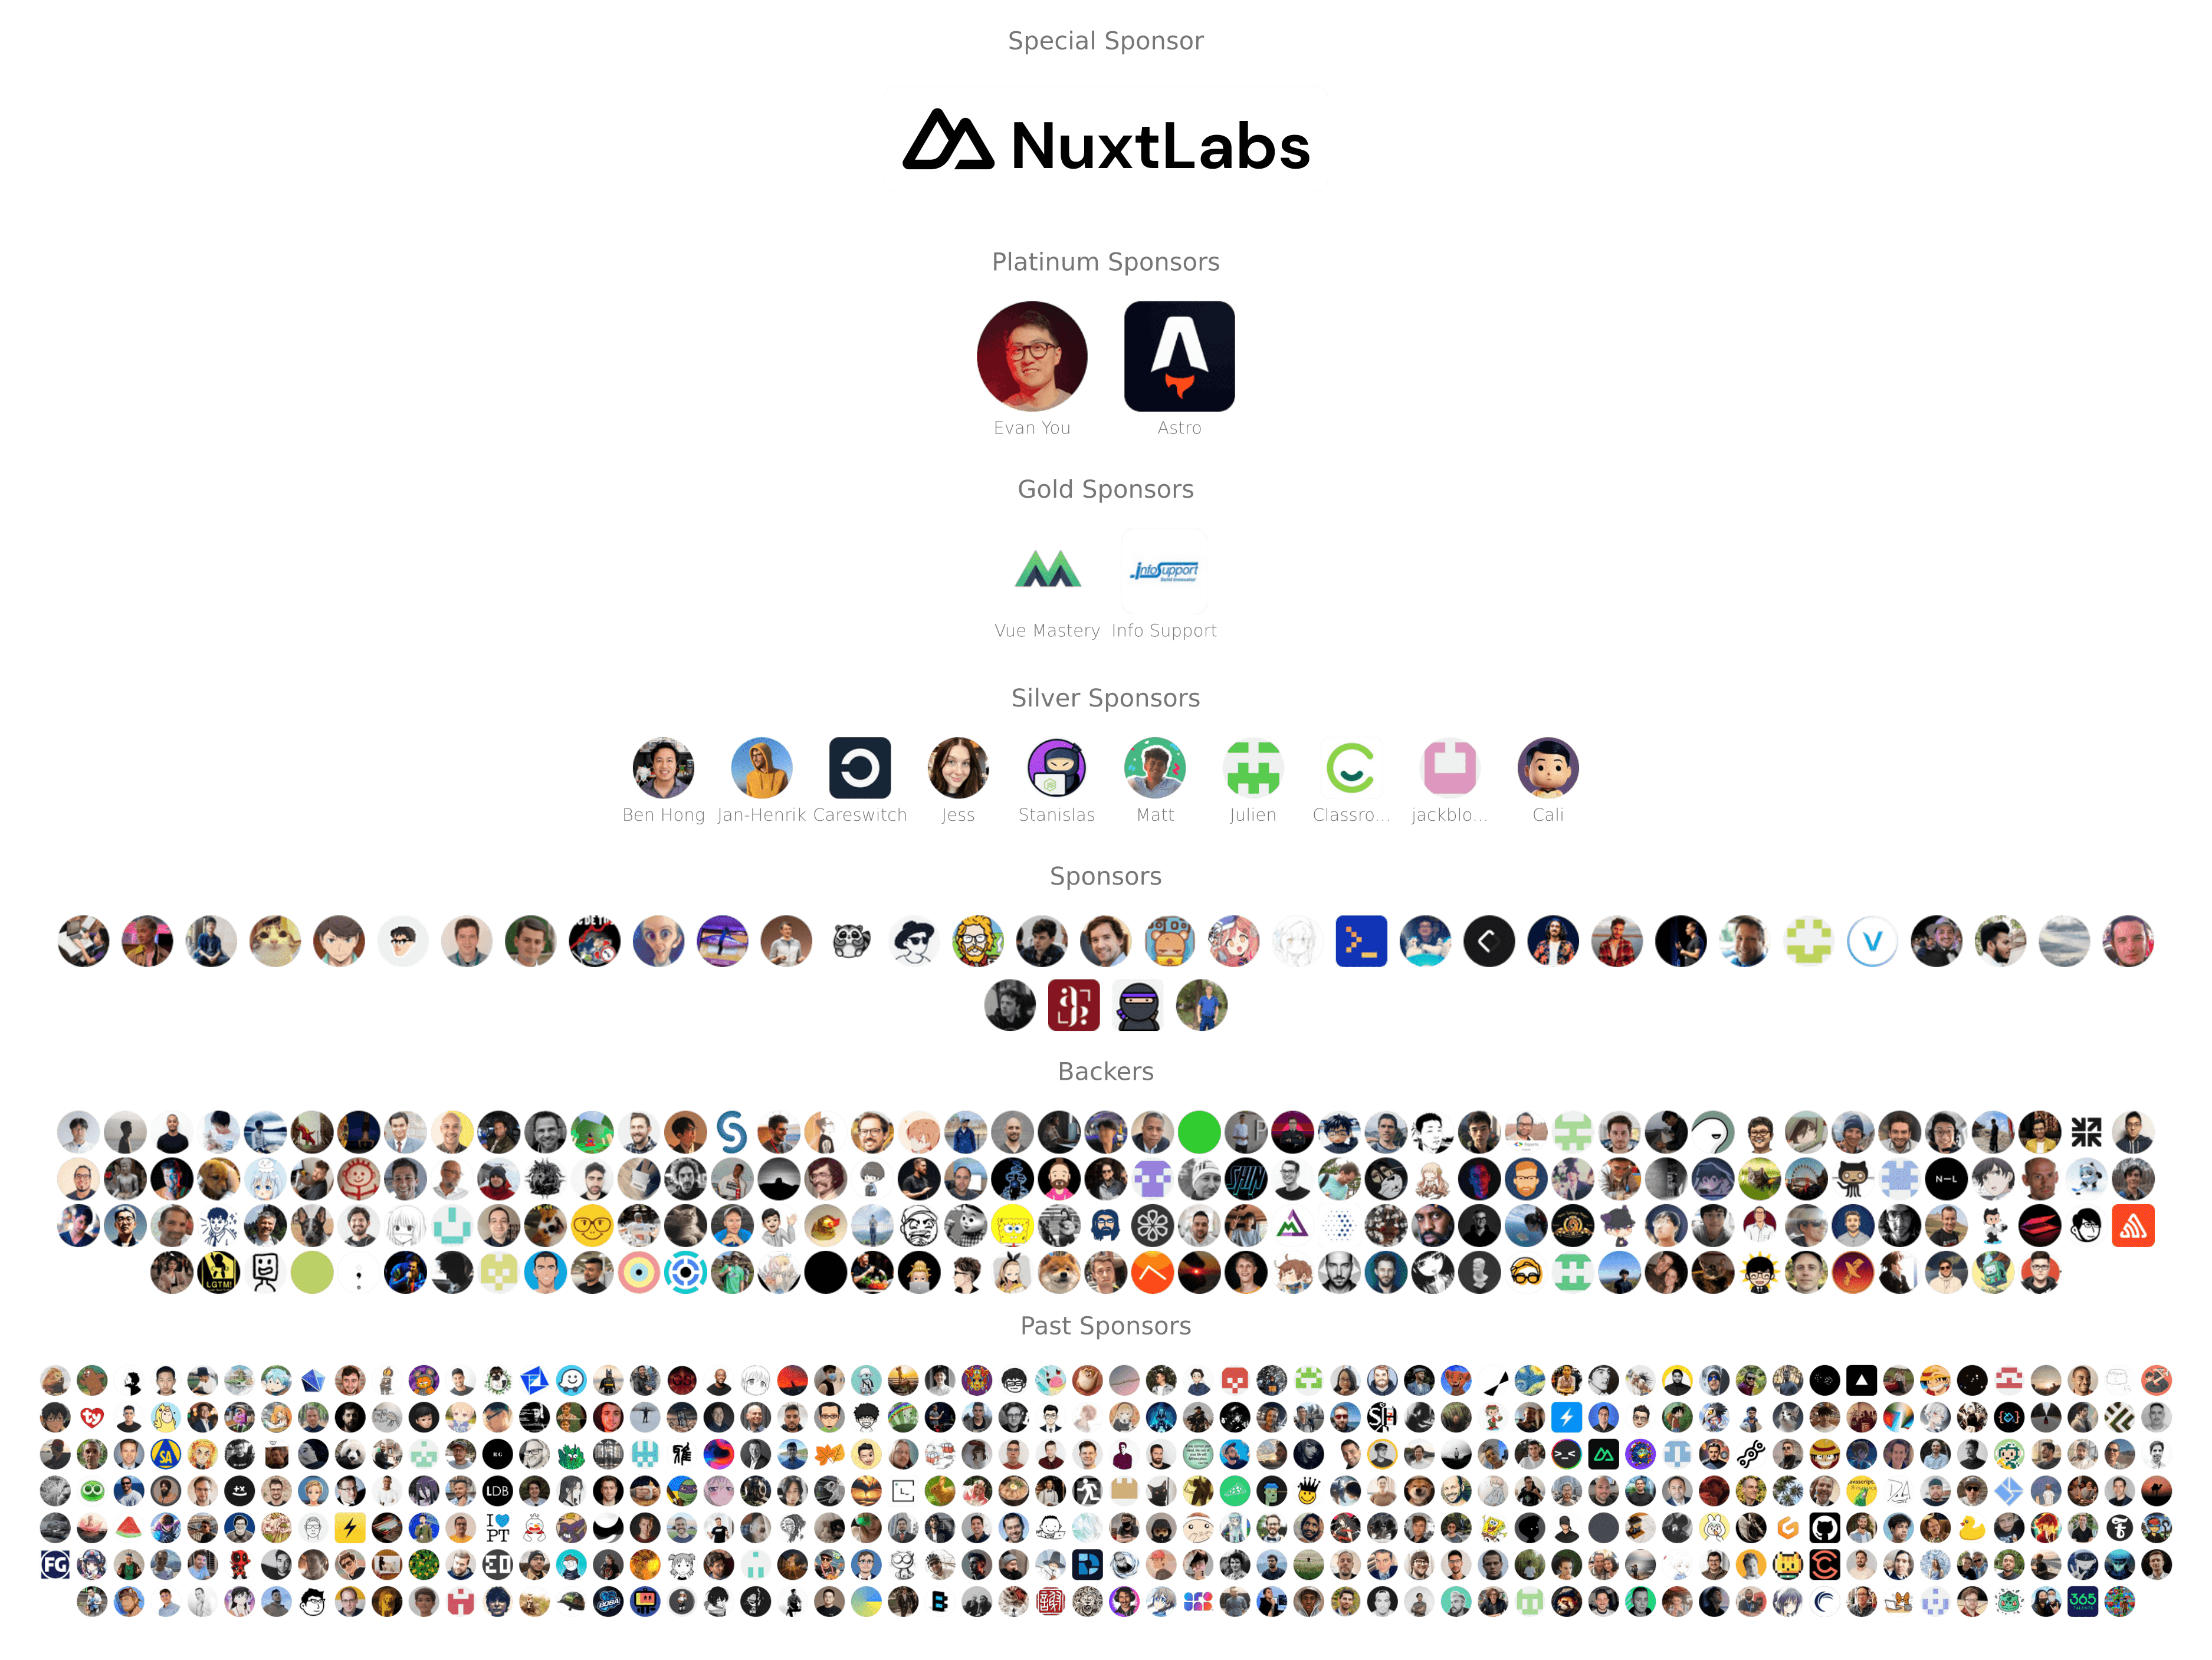 Special Sponsor
NuxtLabs
Platinum Sponsors
Evan You
Astro
Gold Sponsors
infoSupport
Vue Mastery
Info Support
Silver Sponsors
Ben Hong
Jan-Henrik
Careswitch
Jess
Stanislas
Matt
Julien
Classro...
jackblo...
Cali
Sponsors
Backers
SHIN
N—L
LGTM!
Past Sponsors
ty
SA
LDB
I PT
FG
365